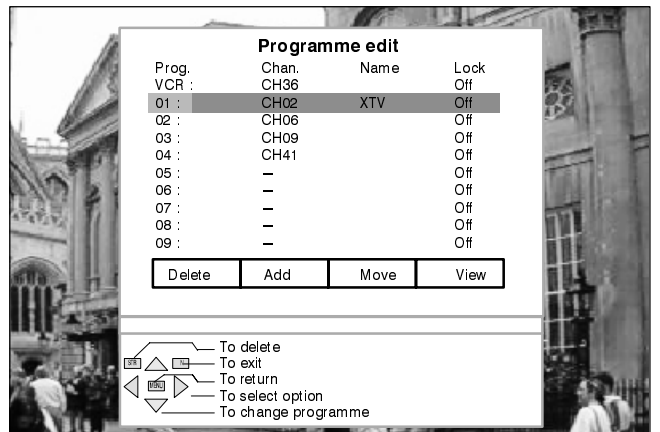 Programme edit
Prog. Chan. Name Lock
VCR : CH36 Off
01 : CH02 XTV Off
02 : CH06 Off
03 : CH09 Off
04 : CH41 Off
05 : – Off
06 : – Off
07 : – Off
08 : – Off
09 : – Off
Delete Add Move View
To delete
STR N To exit
MENU To return
To select option
To change programme